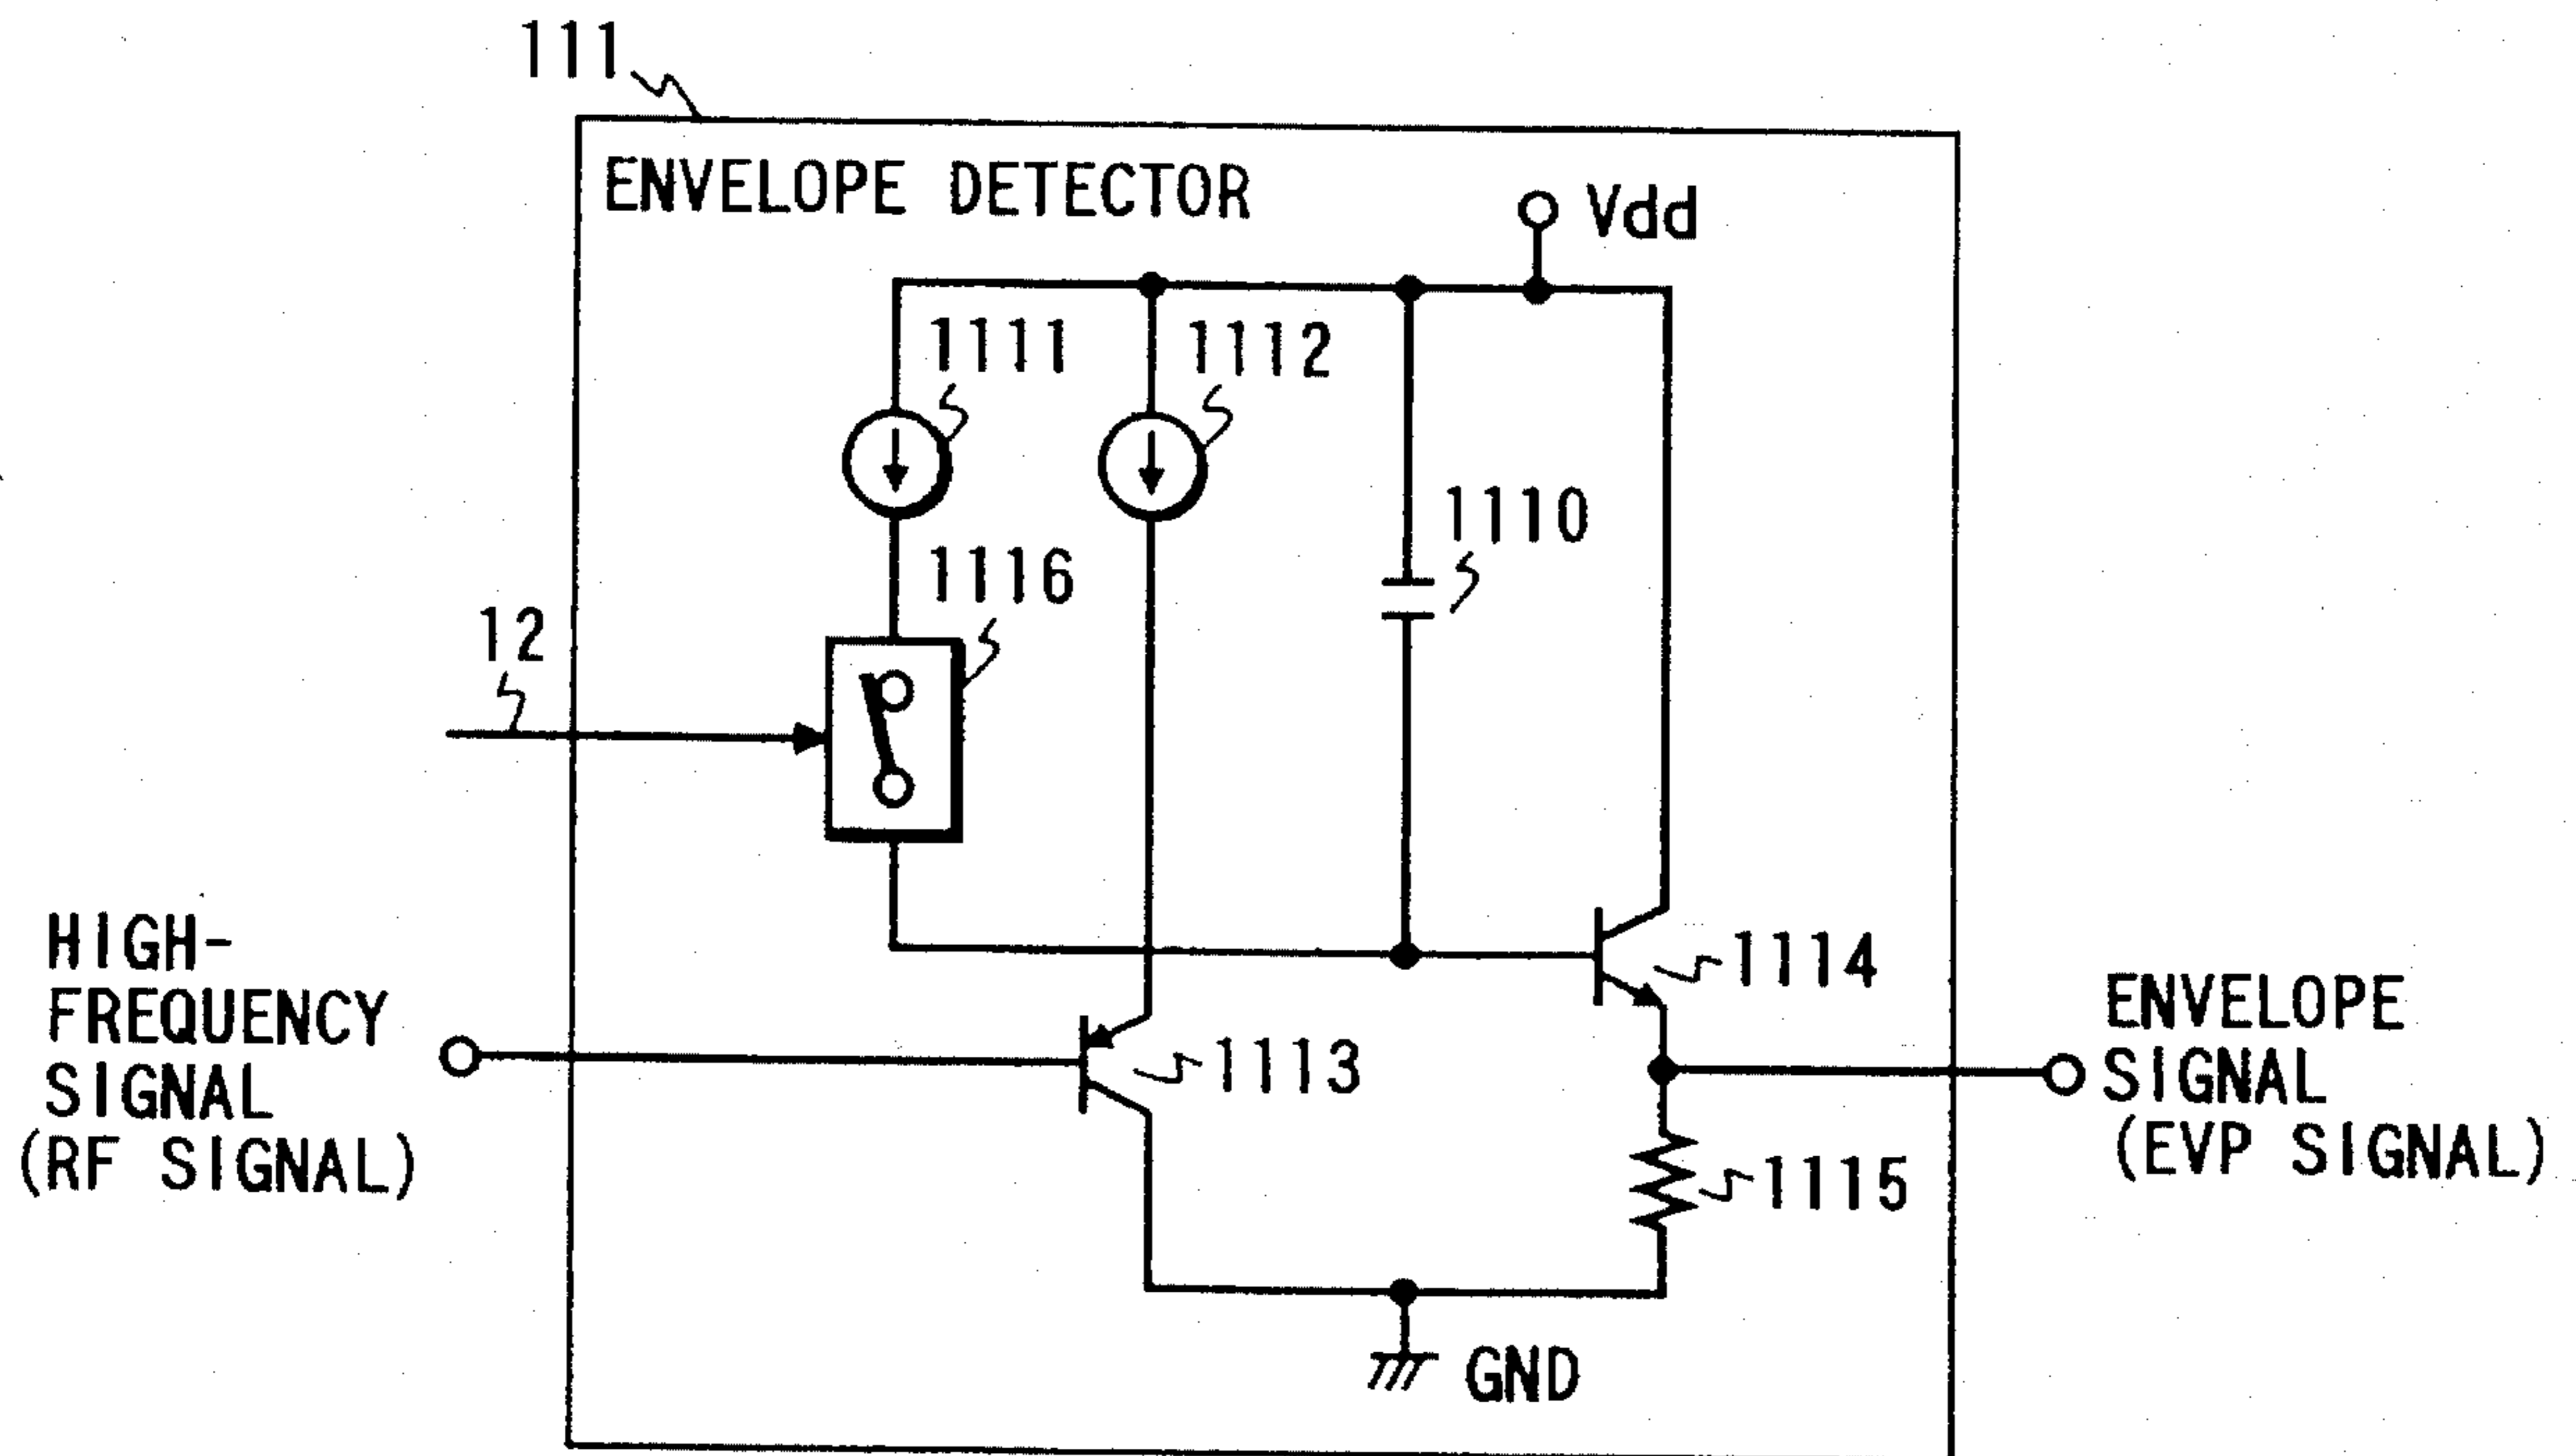 111
ENVELOPE DETECTOR
Vdd
1111
1112
1110
1116
12
HIGH-
FREQUENCY
SIGNAL
(RF SIGNAL)
1114
1113
ENVELOPE
SIGNAL
(EVP SIGNAL)
1115
GND